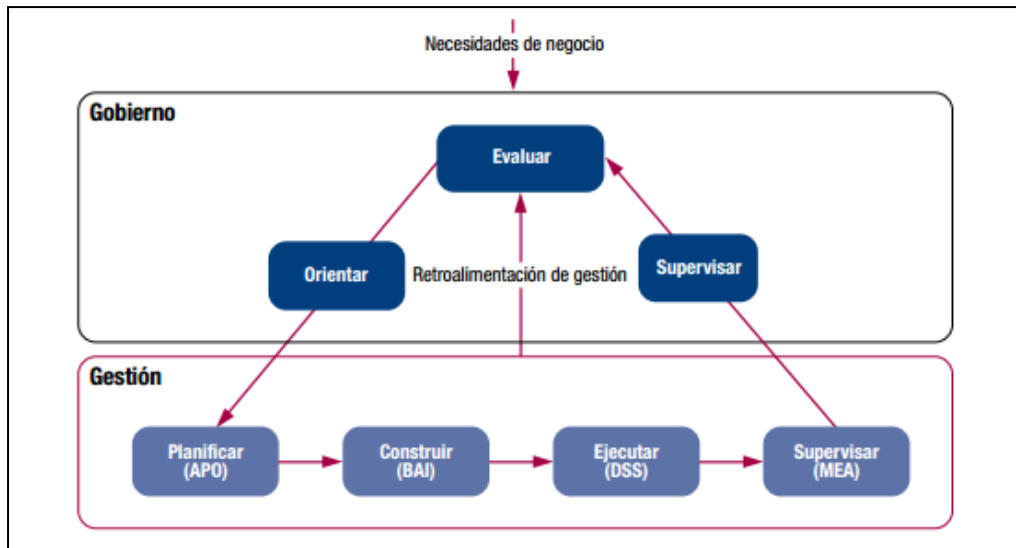 Necesidades de negocio
Gobierno
Evaluar
Orientar
Retroalimentación de gestión
Supervisar
Gestión
Planificar
(APO)
Construir
(BAI)
Ejecutar
(DSS)
Supervisar
(MEA)